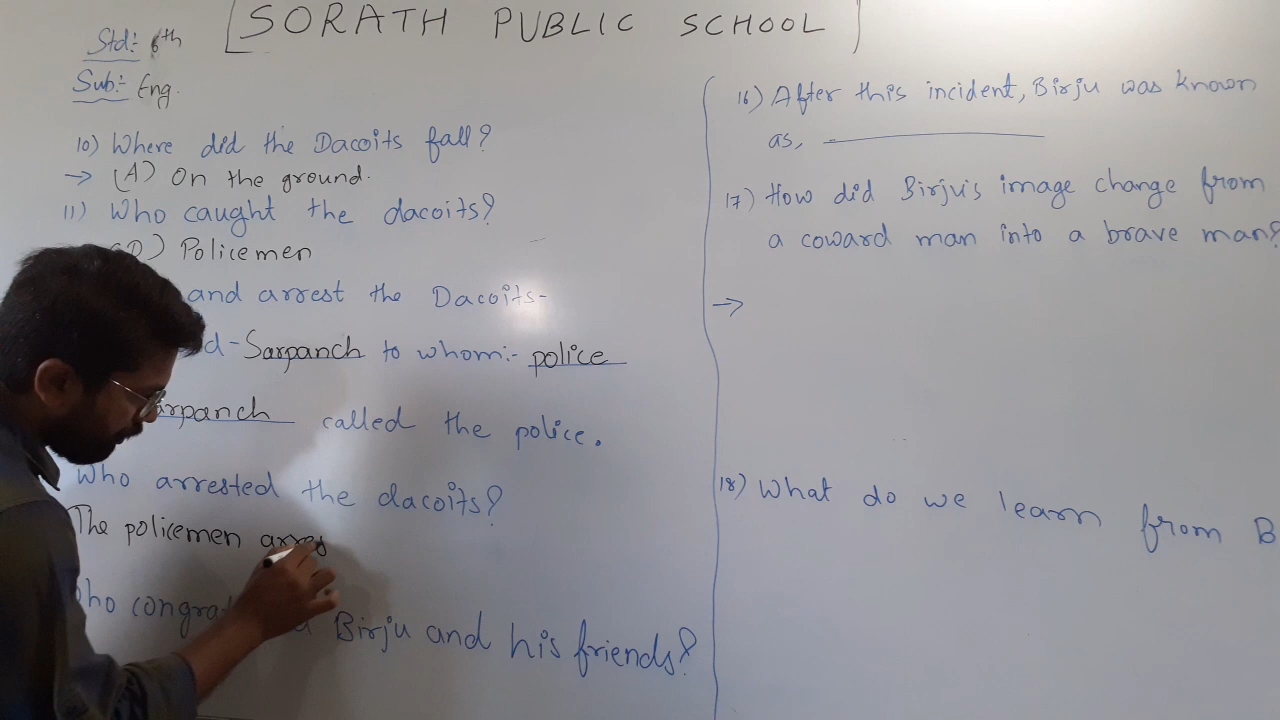 [SORATH PUBLIC SCHOOL]
Std:- 6th
Sub:- Eng.
10) Where did the Dacoits fall?
→ (A) On the ground.
11) Who caught the dacoits?
(D) Policemen
and arrest the Dacoits-
d- Sarpanch to whom:- police
arpanch called the police.
Who arrested the dacoits?
The policemen arres
Birju and his friends?
16) After this incident, Birju was known
as, ____________
17) How did Birju's image change from
a coward man into a brave man?
→
18) What do we learn from B